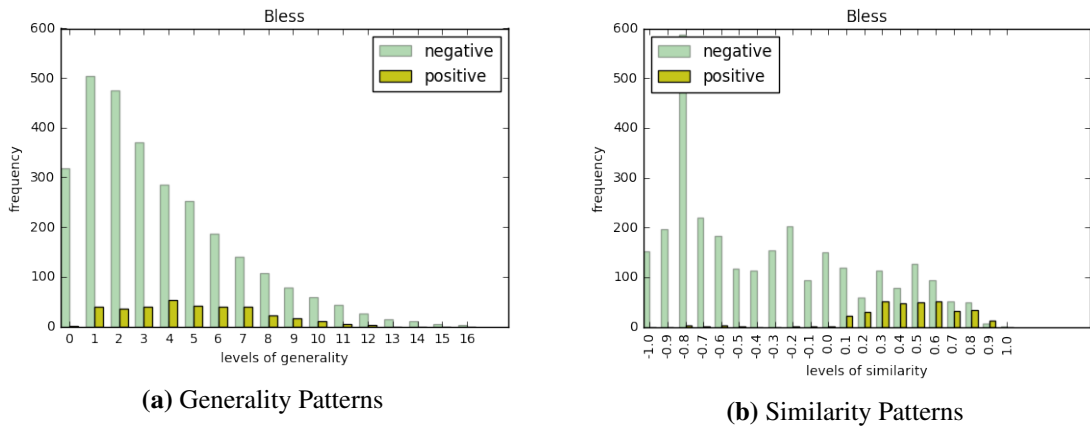 Bless
600
500
400
300
200
100
0
frequency
negative
positive
0 1 2 3 4 5 6 7 8 9 10 11 12 13 14 15 16
levels of generality
(a) Generality Patterns
Bless
600
500
400
300
200
100
0
frequency
negative
positive
-1.0 -0.9 -0.8 -0.7 -0.6 -0.5 -0.4 -0.3 -0.2 -0.1 0.0 0.1 0.2 0.3 0.4 0.5 0.6 0.7 0.8 0.9 1.0
levels of similarity
(b) Similarity Patterns